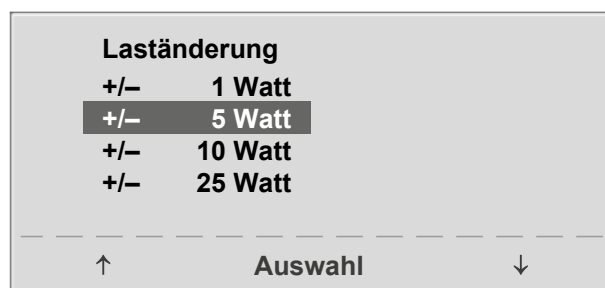 Laständerung
+/– 1 Watt
+/– 5 Watt
+/– 10 Watt
+/– 25 Watt
↑ Auswahl ↓